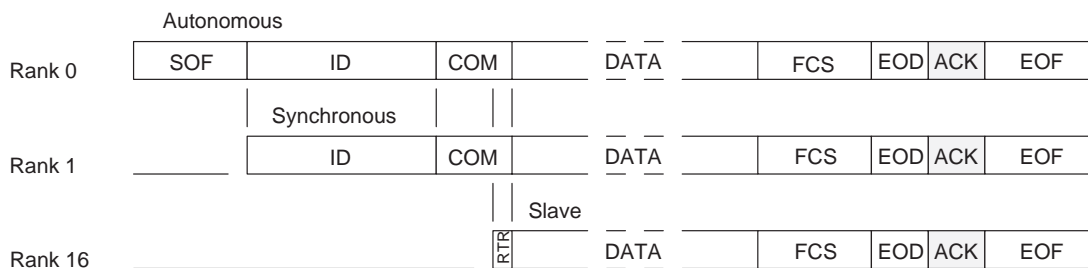 Autonomous
Rank 0 SOF ID COM DATA FCS EOD ACK EOF
Synchronous
Rank 1 ID COM DATA FCS EOD ACK EOF
Slave
Rank 16 RTR DATA FCS EOD ACK EOF